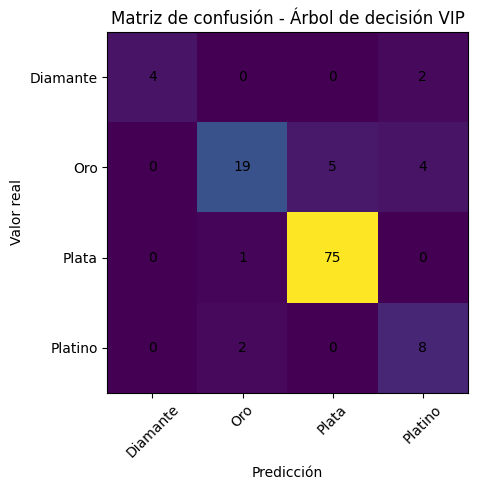 Matriz de confusión - Árbol de decisión VIP
Valor real
Diamante 4 0 0 2
Oro 0 19 5 4
Plata 0 1 75 0
Platino 0 2 0 8
Diamante Oro Plata Platino
Predicción